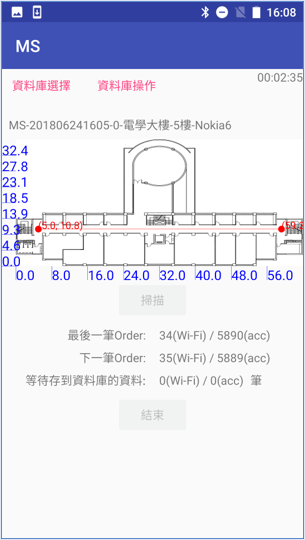 16:08
MS
資料庫選擇 資料庫操作
00:02:35
MS-201806241605-0-電學大樓-5樓-Nokia6
32.4
27.8
23.1
18.5
13.9
9.3
4.6
0.0
(5.0, 10.8)
0.0 8.0 16.0 24.0 32.0 40.0 48.0 56.0
掃描
最後一筆Order: 34(Wi-Fi) / 5890(acc)
下一筆Order: 35(Wi-Fi) / 5889(acc)
等待存到資料庫的資料: 0(Wi-Fi) / 0(acc) 筆
結束